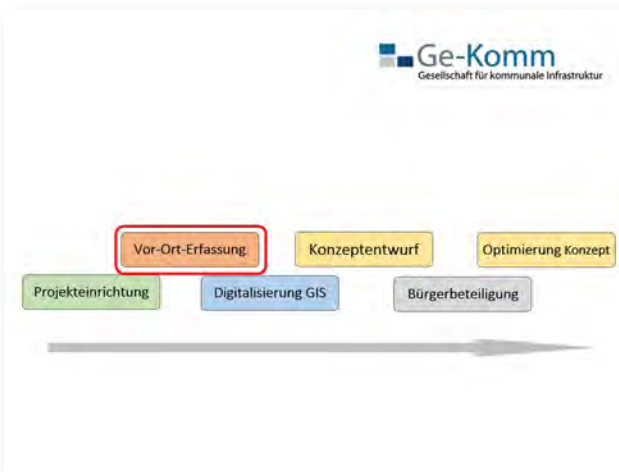 Ge-Komm
Gesellschaft für kommunale Infrastruktur
Vor-Ort-Erfassung
Konzeptentwurf
Optimierung Konzept
Projekteinrichtung
Digitalisierung GIS
Bürgerbeteiligung